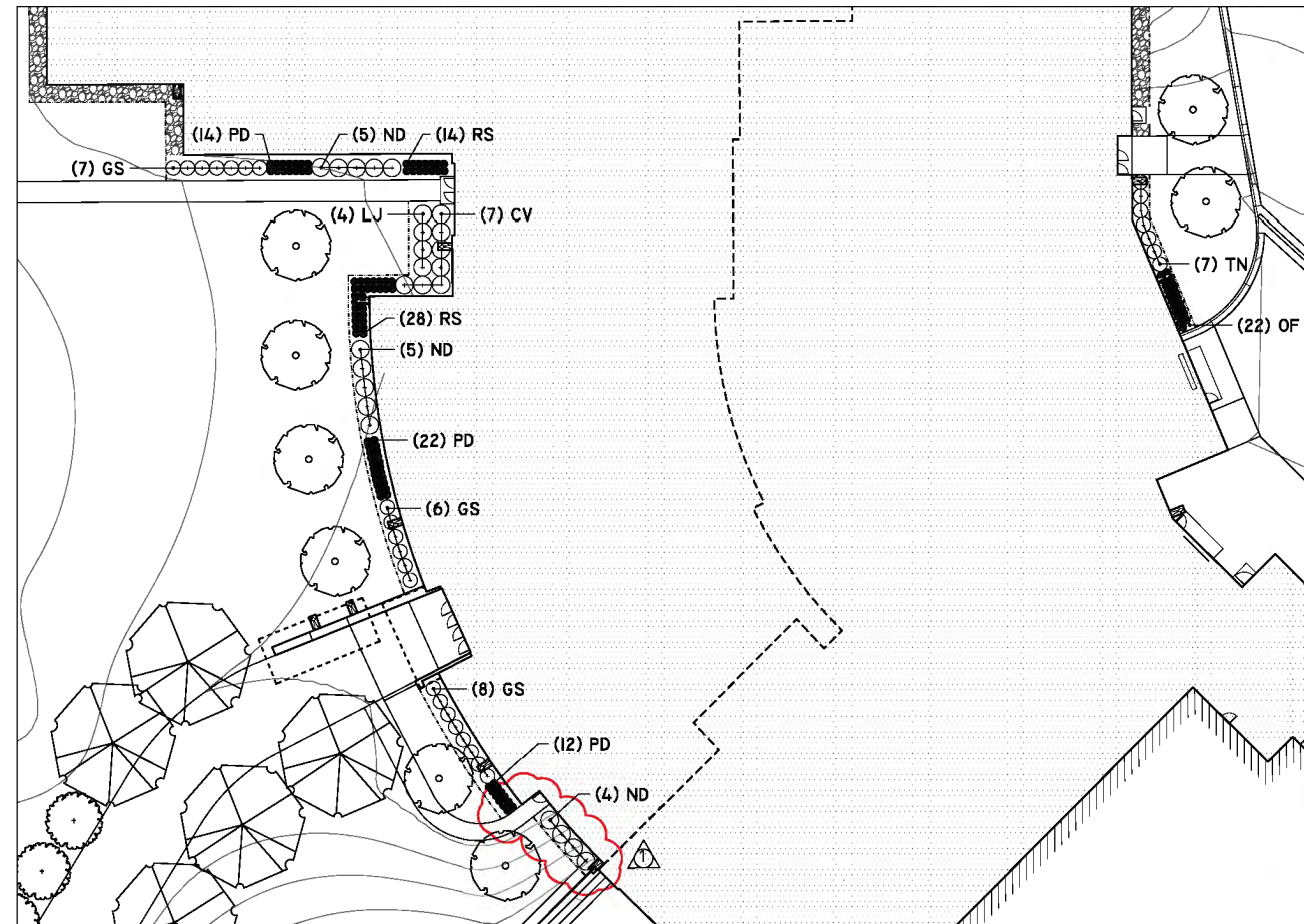 (14) PD
(5) ND
(14) RS
(7) GS
(4) LJ
(7) CV
(7) TN
(28) RS
(22) OF
(5) ND
(22) PD
(6) GS
(8) GS
(12) PD
(4) ND
1